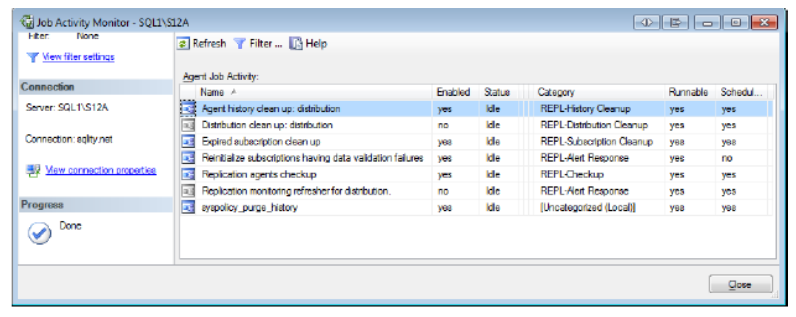 Job Activity Monitor - SQL1\S12A
Filter: None
View filter settings
Connection
Server: SQL1\S12A
Connection: sqlity.net
View connection properties
Progress
Done
Refresh Filter ... Help
Agent Job Activity:
Name Enabled Status Category Runnable Schedul...
Agent history clean up: distribution yes Idle REPL-History Cleanup yes yes
Distribution clean up: distribution no Idle REPL-Distribution Cleanup yes yes
Expired subscription clean up yes Idle REPL-Subscription Cleanup yes yes
Reinitialize subscriptions having data validation failures yes Idle REPL-Alert Response yes no
Replication agents checkup yes Idle REPL-Checkup yes yes
Replication monitoring refresher for distribution. no Idle REPL-Alert Response yes yes
syspolicy_purge_history yes Idle [Uncategorized (Local)] yes yes
Close